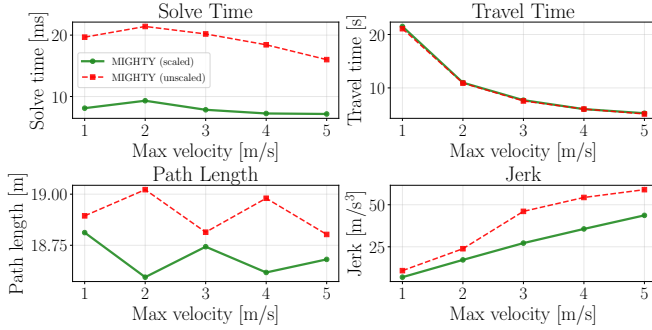 Solve Time
Solve time [ms]
20
10
MIGHTY (scaled)
MIGHTY (unscaled)
1 2 3 4 5
Max velocity [m/s]
Travel Time
Travel time [s]
20
10
1 2 3 4 5
Max velocity [m/s]
Path Length
Path length [m]
19.00
18.75
1 2 3 4 5
Max velocity [m/s]
Jerk
Jerk [m/s³]
50
25
1 2 3 4 5
Max velocity [m/s]